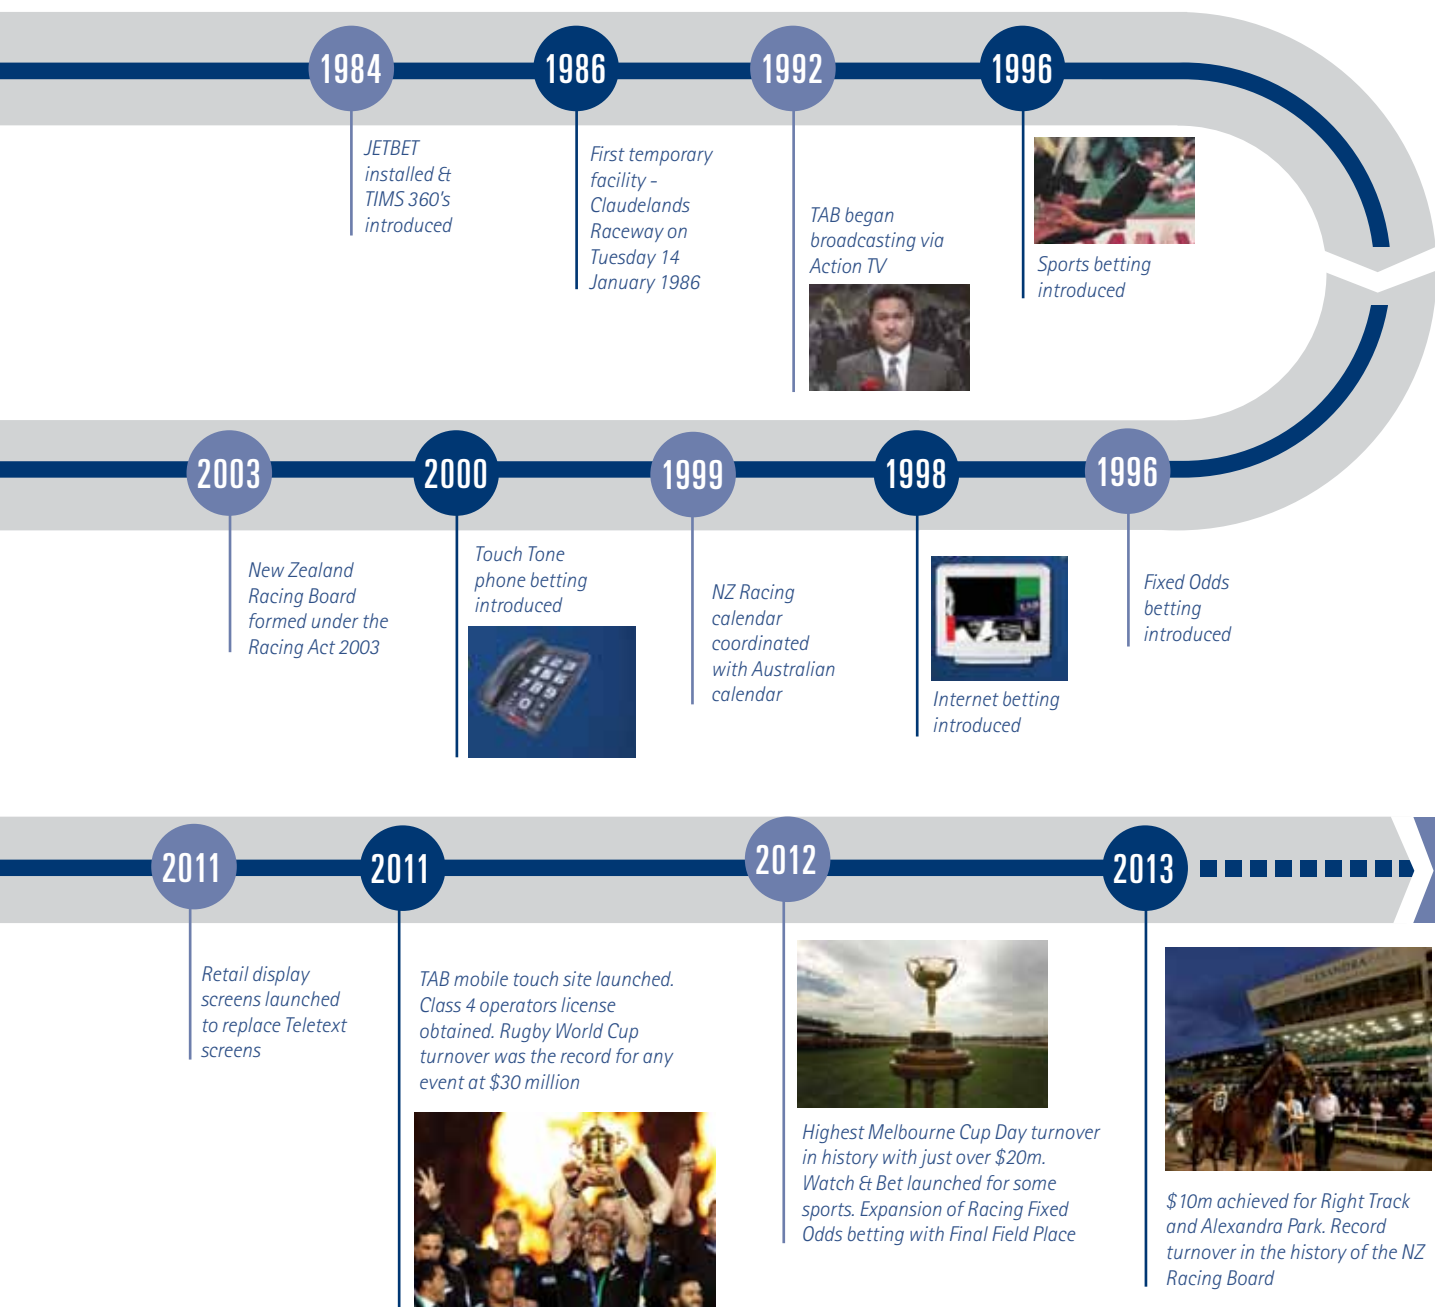 1984
JETBET
installed &
TIMS 360's
introduced
1986
First temporary
facility -
Claudelands
Raceway on
Tuesday 14
January 1986
1992
TAB began
broadcasting via
Action TV
1996
Sports betting
introduced
2003
New Zealand
Racing Board
formed under the
Racing Act 2003
2000
Touch Tone
phone betting
introduced
1999
NZ Racing
calendar
coordinated
with Australian
calendar
1998
Internet betting
introduced
1996
Fixed Odds
betting
introduced
2011
Retail display
screens launched
to replace Teletext
screens
2011
TAB mobile touch site launched.
Class 4 operators license
obtained. Rugby World Cup
turnover was the record for any
event at $30 million
2012
Highest Melbourne Cup Day turnover
in history with just over $20m.
Watch & Bet launched for some
sports. Expansion of Racing Fixed
Odds betting with Final Field Place
2013
$10m achieved for Right Track
and Alexandra Park. Record
turnover in the history of the NZ
Racing Board